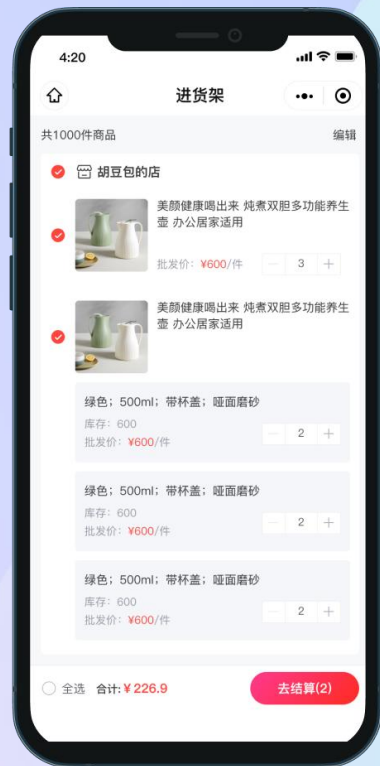 4:20
进货架
共1000件商品 编辑
胡豆包的店
美颜健康喝出来 炖煮双胆多功能养生
壶 办公居家适用
批发价：¥600/件 — 3 +
美颜健康喝出来 炖煮双胆多功能养生
壶 办公居家适用
绿色；500ml；带杯盖；哑面磨砂
库存：600
批发价：¥600/件 — 2 +
绿色；500ml；带杯盖；哑面磨砂
库存：600
批发价：¥600/件 — 2 +
绿色；500ml；带杯盖；哑面磨砂
库存：600
批发价：¥600/件 — 2 +
全选 合计:¥226.9 去结算(2)